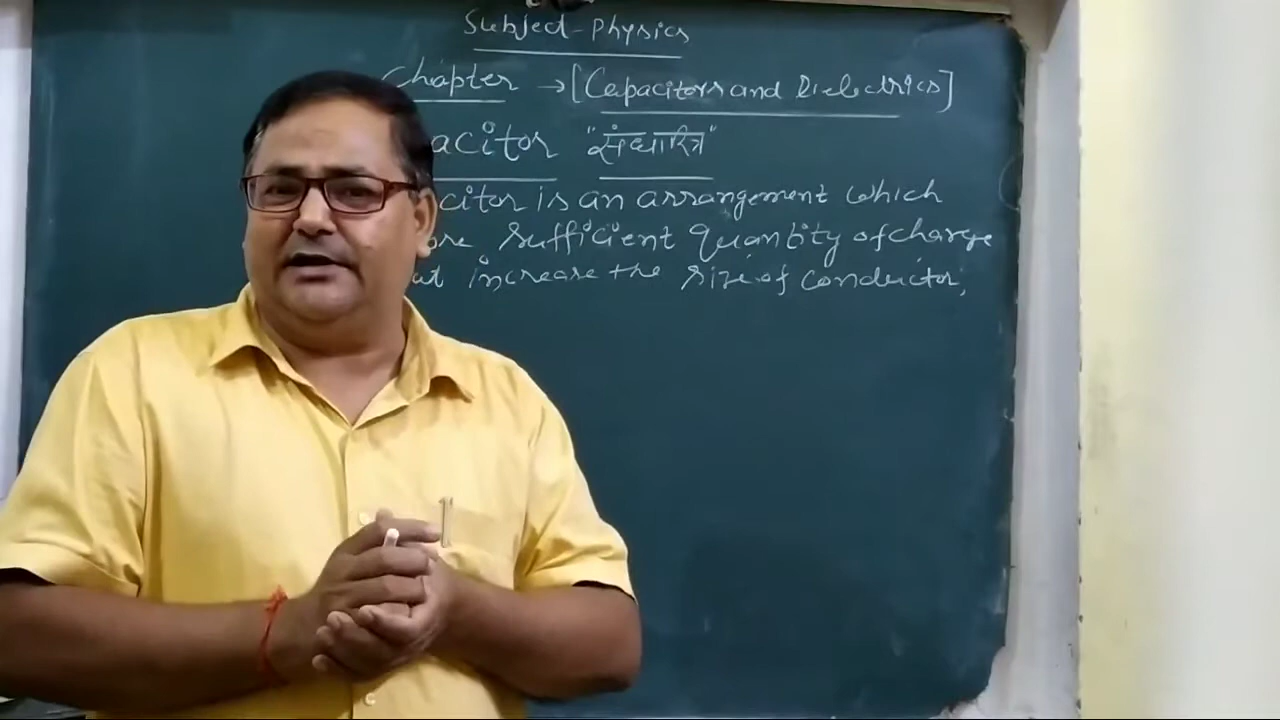 Subject-Physics
Chapter → [Capacitors and Dielectrics]
acitor "संधारित्र"
citor is an arrangement which
ore sufficient quantity of charge
ut increase the size of conductor,